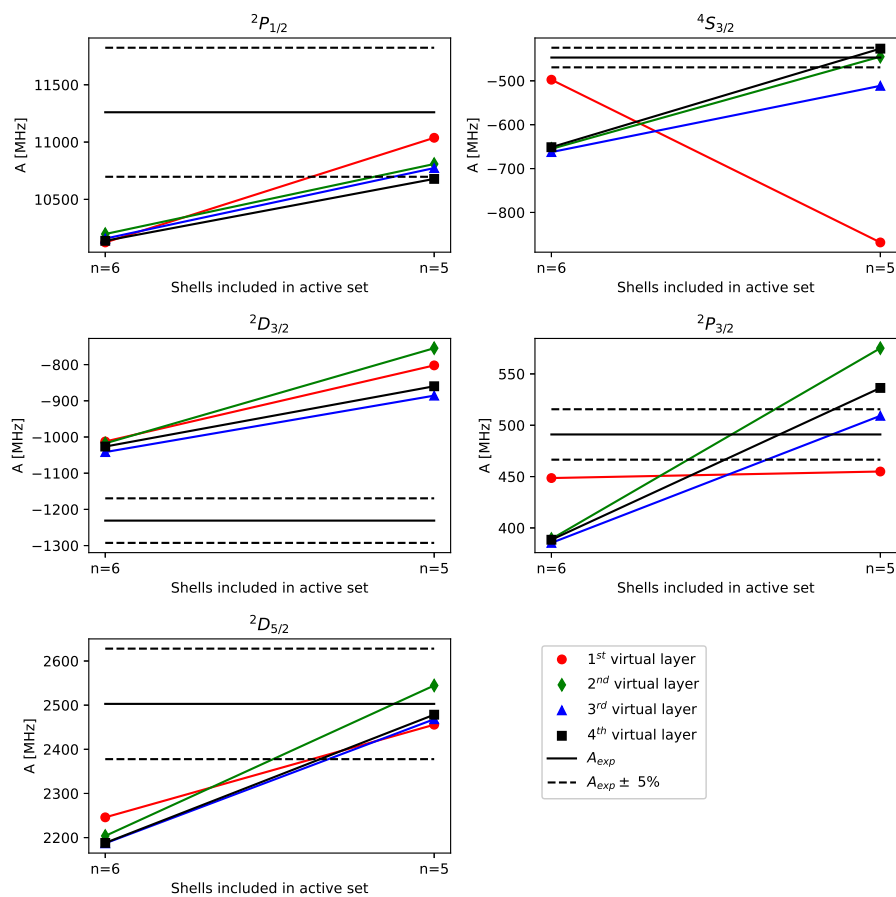 ²P₁/₂
11500
11000
10500
A [MHz]
n=6
n=5
Shells included in active set
⁴S₃/₂
−500
−600
−700
−800
A [MHz]
n=6
n=5
Shells included in active set
²D₃/₂
−800
−900
−1000
−1100
−1200
−1300
A [MHz]
n=6
n=5
Shells included in active set
²P₃/₂
550
500
450
400
A [MHz]
n=6
n=5
Shells included in active set
²D₅/₂
2600
2500
2400
2300
2200
A [MHz]
n=6
n=5
Shells included in active set
1ˢᵗ virtual layer
2ⁿᵈ virtual layer
3ʳᵈ virtual layer
4ᵗʰ virtual layer
A_exp
A_exp ± 5%